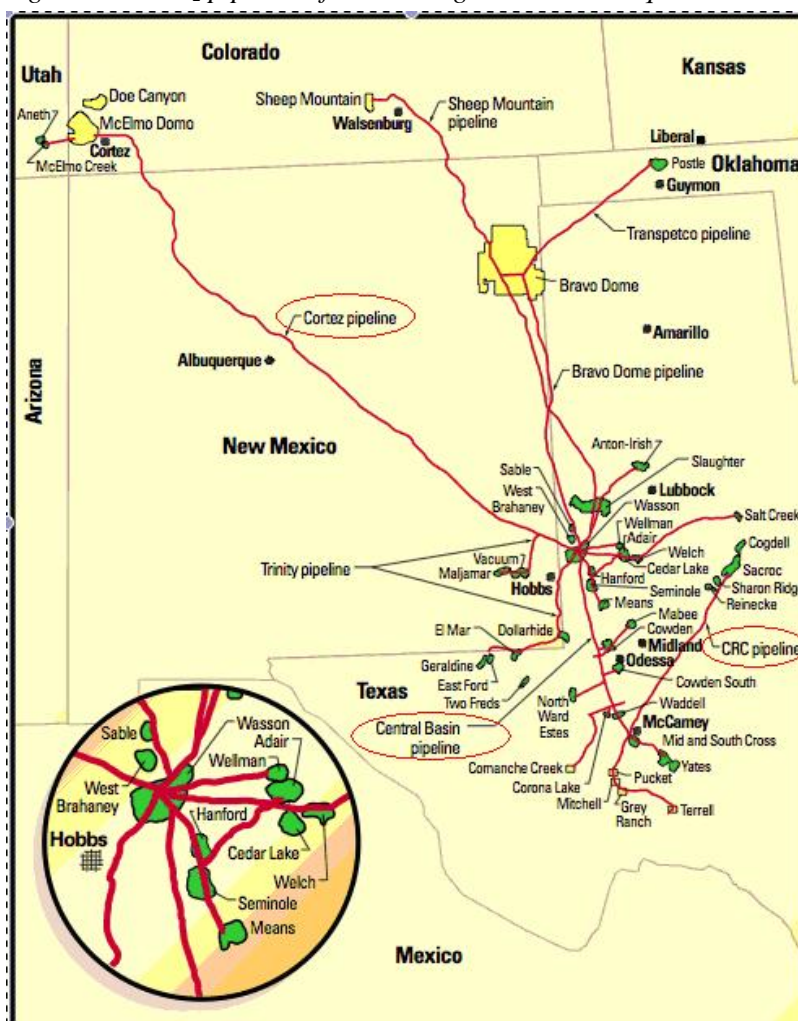 Colorado
Utah
Kansas
Doe Canyon
Sheep Mountain
Sheep Mountain
pipeline
Aneth
McElmo Domo
Walsenburg
Liberal
Cortez
McElmo Creek
Postle
Oklahoma
Guymon
Transpetco pipeline
Bravo Dome
Cortez pipeline
Amarillo
Albuquerque
Bravo Dome pipeline
Arizona
New Mexico
Anton-Irish
Sable
Slaughter
West
Brahaney
Lubbock
Wasson
Wellman
Adair
Salt Creek
Cogdell
Trinity pipeline
Vacuum
Maljamar
Welch
Cedar Lake
Sacroc
Hobbs
Hanford
Sharon Ridge
Seminole
Reinecke
Means
Mabee
El Mar
Dollarhide
Cowden
Midland
CRC pipeline
Geraldine
Odessa
East Ford
Cowden South
Two Freds
Texas
North
Ward
Estes
Waddell
McCamey
Central Basin
pipeline
Mid and South Cross
Comanche Creek
Yates
Corona Lake
Pucket
Mitchell
Grey
Ranch
Terrell
Sable
Wasson
Adair
Wellman
West
Brahaney
Hanford
Hobbs
Cedar Lake
Welch
Seminole
Means
Mexico